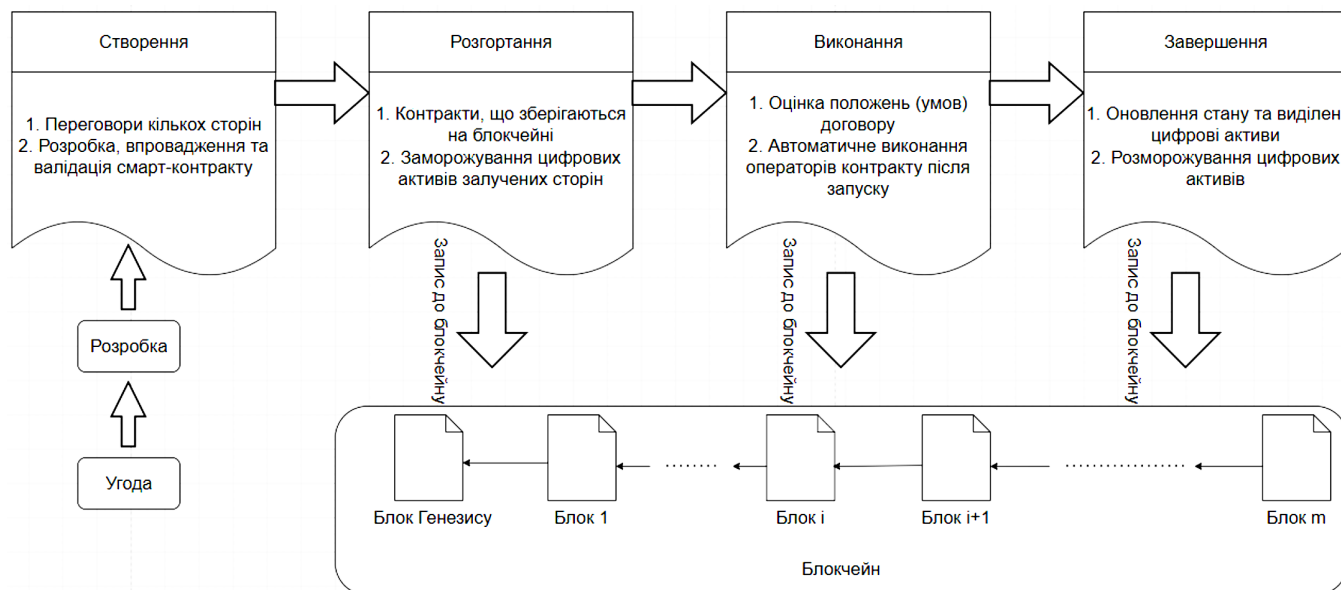 Створення
Розгортання
Виконання
Завершення
1. Переговори кількох сторін
2. Розробка, впровадження та
валідація смарт-контракту
1. Контракти, що зберігаються
на блокчейні
2. Заморожування цифрових
активів залучених сторін
1. Оцінка положень (умов)
договору
2. Автоматичне виконання
операторів контракту після
запуску
1. Оновлення стану та виділені
цифрові активи
2. Розморожування цифрових
активів
Запис до блокчейну
Запис до блокчейну
Запис до блокчейну
Розробка
Угода
Блок Генезису
Блок 1
Блок i
Блок i+1
Блок m
Блокчейн